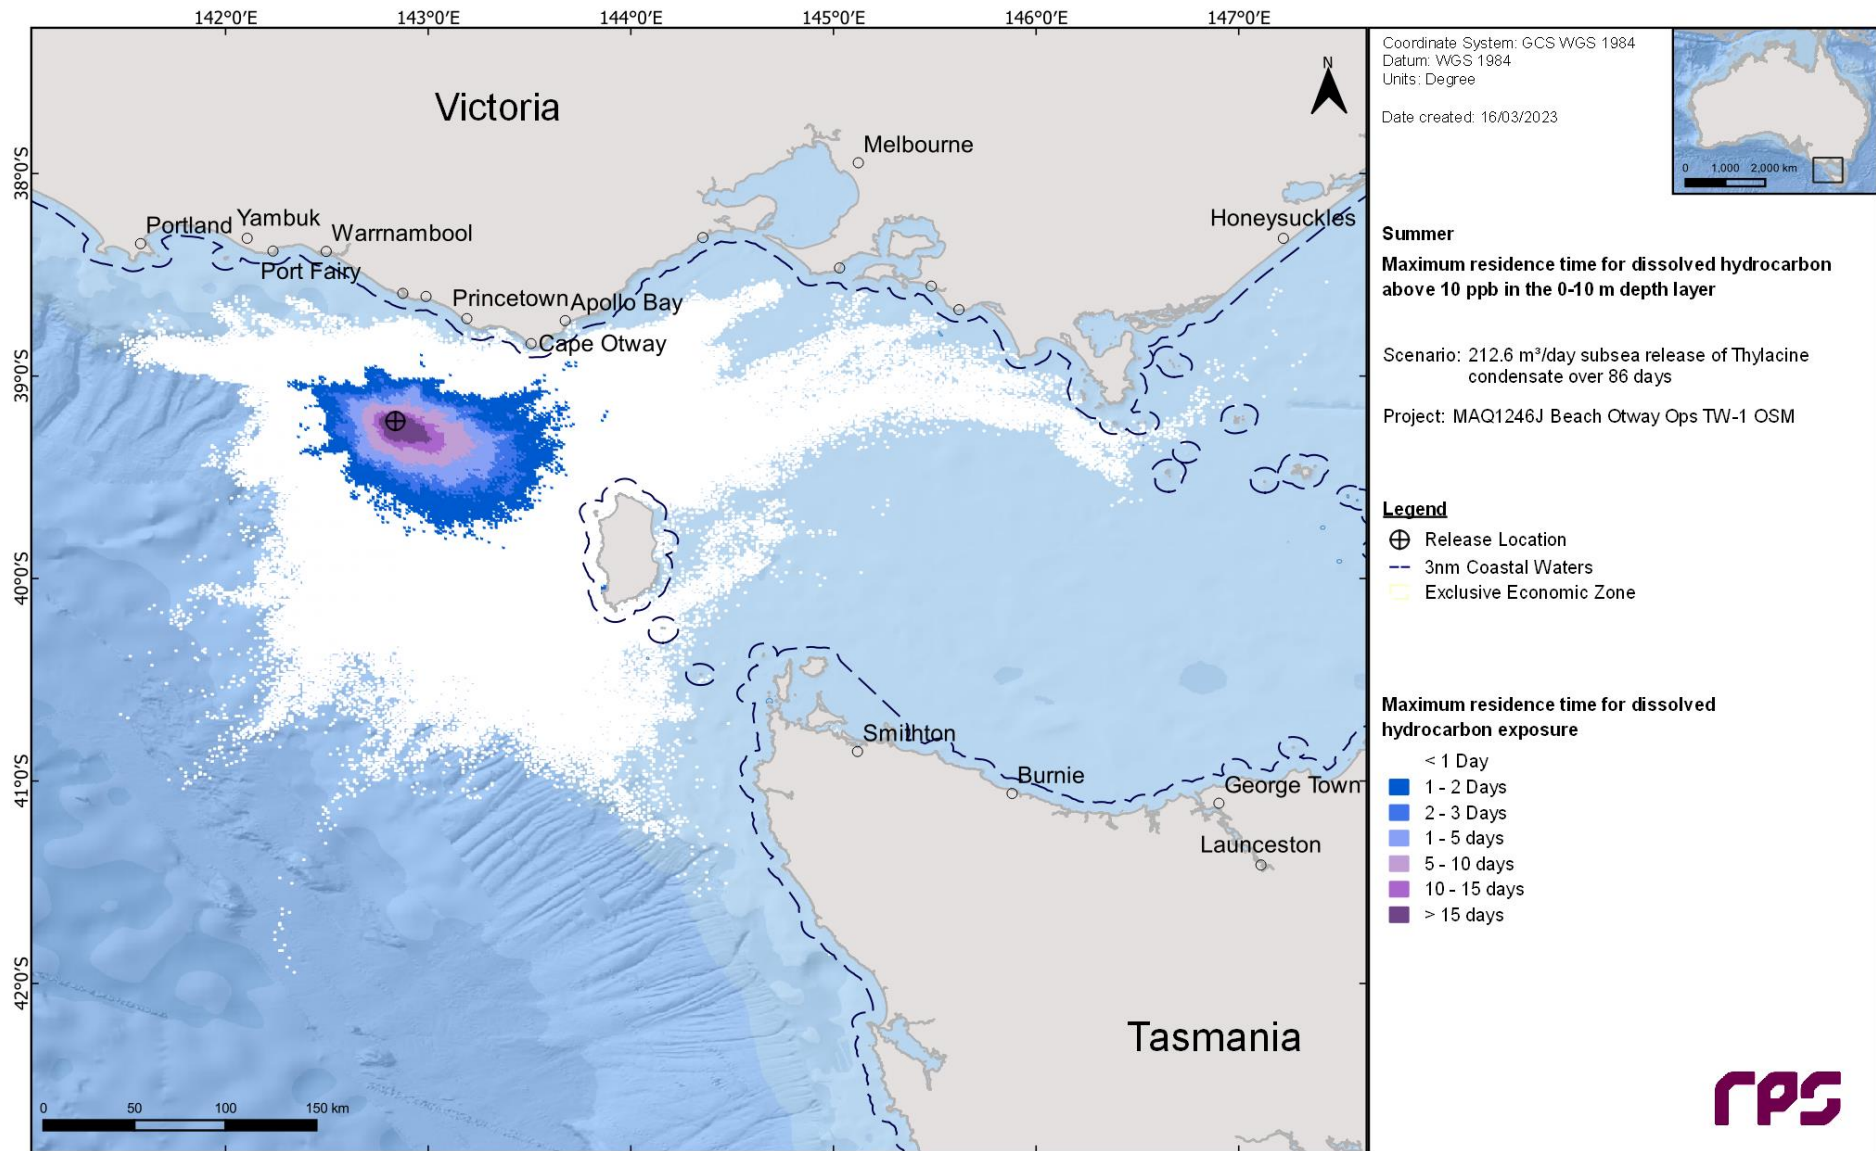 142°0'E 143°0'E 144°0'E 145°0'E 146°0'E 147°0'E
38°0'S
39°0'S
40°0'S
41°0'S
42°0'S
Victoria
N
Melbourne
Portland
Yambuk
Warrnambool
Port Fairy
Honeysuckles
Princetown
Apollo Bay
Cape Otway
Smithton
Burnie
George Town
Launceston
Tasmania
0 50 100 150 km
Coordinate System: GCS WGS 1984
Datum: WGS 1984
Units: Degree
Date created: 16/03/2023
0 1,000 2,000 km
Summer
Maximum residence time for dissolved hydrocarbon
above 10 ppb in the 0-10 m depth layer
Scenario: 212.6 m³/day subsea release of Thylacine
condensate over 86 days
Project: MAQ1246J Beach Otway Ops TW-1 OSM
Legend
Release Location
3nm Coastal Waters
Exclusive Economic Zone
Maximum residence time for dissolved
hydrocarbon exposure
< 1 Day
1 - 2 Days
2 - 3 Days
1 - 5 days
5 - 10 days
10 - 15 days
> 15 days
rps